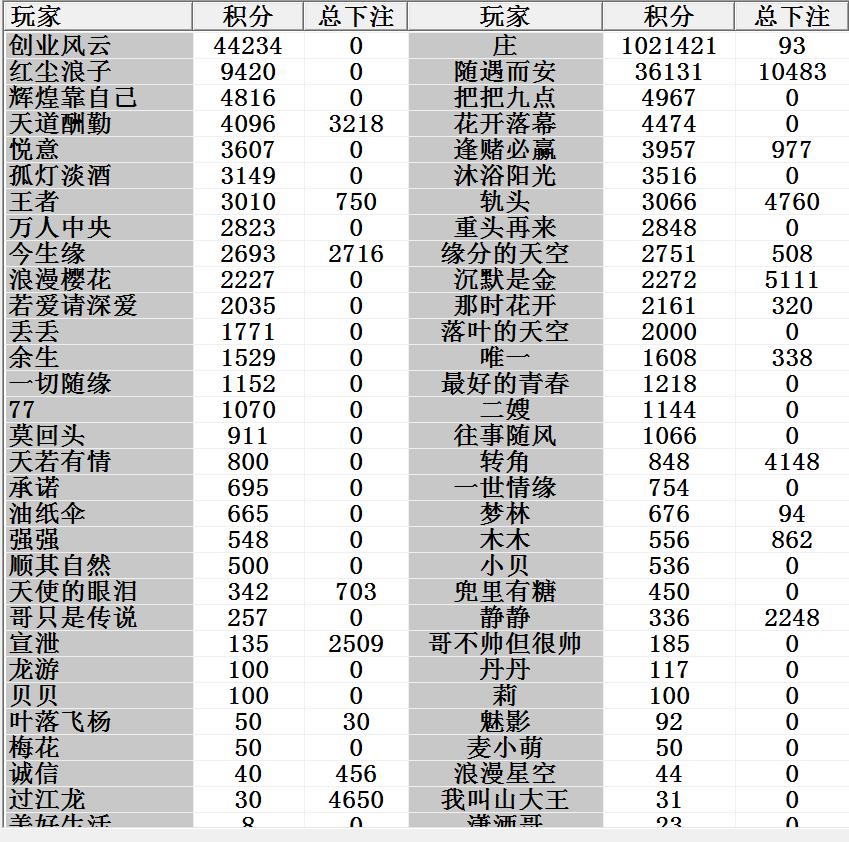 玩家 积分 总下注 玩家 积分 总下注
创业风云 44234 0 庄 1021421 93
红尘浪子 9420 0 随遇而安 36131 10483
辉煌靠自己 4816 0 把把九点 4967 0
天道酬勤 4096 3218 花开落幕 4474 0
悦意 3607 0 逢赌必赢 3957 977
孤灯淡酒 3149 0 沐浴阳光 3516 0
王者 3010 750 轨头 3066 4760
万人中央 2823 0 重头再来 2848 0
今生缘 2693 2716 缘分的天空 2751 508
浪漫樱花 2227 0 沉默是金 2272 5111
若爱请深爱 2035 0 那时花开 2161 320
丢丢 1771 0 落叶的天空 2000 0
余生 1529 0 唯一 1608 338
一切随缘 1152 0 最好的青春 1218 0
77 1070 0 二嫂 1144 0
莫回头 911 0 往事随风 1066 0
天若有情 800 0 转角 848 4148
承诺 695 0 一世情缘 754 0
油纸伞 665 0 梦林 676 94
强强 548 0 木木 556 862
顺其自然 500 0 小贝 536 0
天使的眼泪 342 703 兜里有糖 450 0
哥只是传说 257 0 静静 336 2248
宣泄 135 2509 哥不帅但很帅 185 0
龙游 100 0 丹丹 117 0
贝贝 100 0 莉 100 0
叶落飞杨 50 30 魅影 92 0
梅花 50 0 麦小萌 50 0
诚信 40 456 浪漫星空 44 0
过江龙 30 4650 我叫山大王 31 0
美好生活 8 0 潇洒哥 23 0